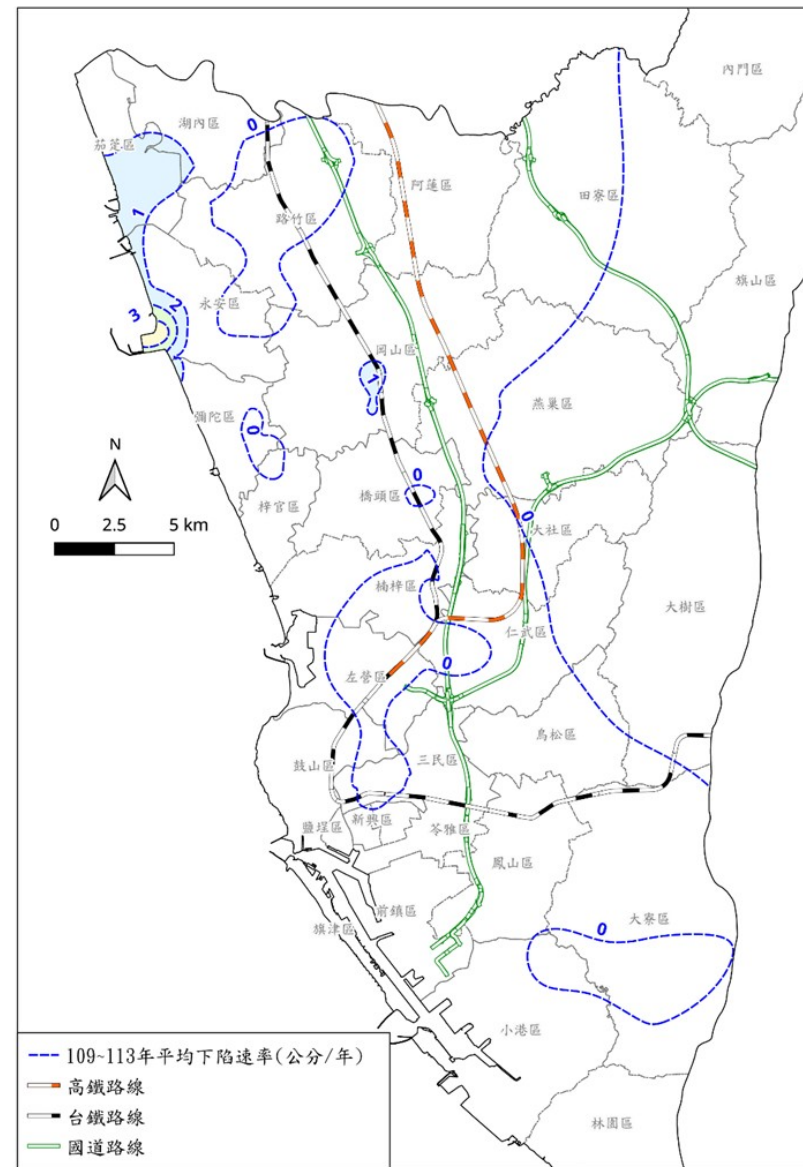 內門區
湖內區
0
茄萣區
阿蓮區
田寮區
1
路竹區
旗山區
永安區
2
3
岡山區
1
燕巢區
彌陀區
0
N
0
橋頭區
梓官區
0
大社區
0 2.5 5 km
楠梓區
大樹區
仁武區
0
左營區
鳥松區
三民區
鼓山區
新興區
鹽埕區
苓雅區
鳳山區
前鎮區
旗津區
大寮區
0
小港區
林園區
109~113年平均下陷速率(公分/年)
高鐵路線
台鐵路線
國道路線